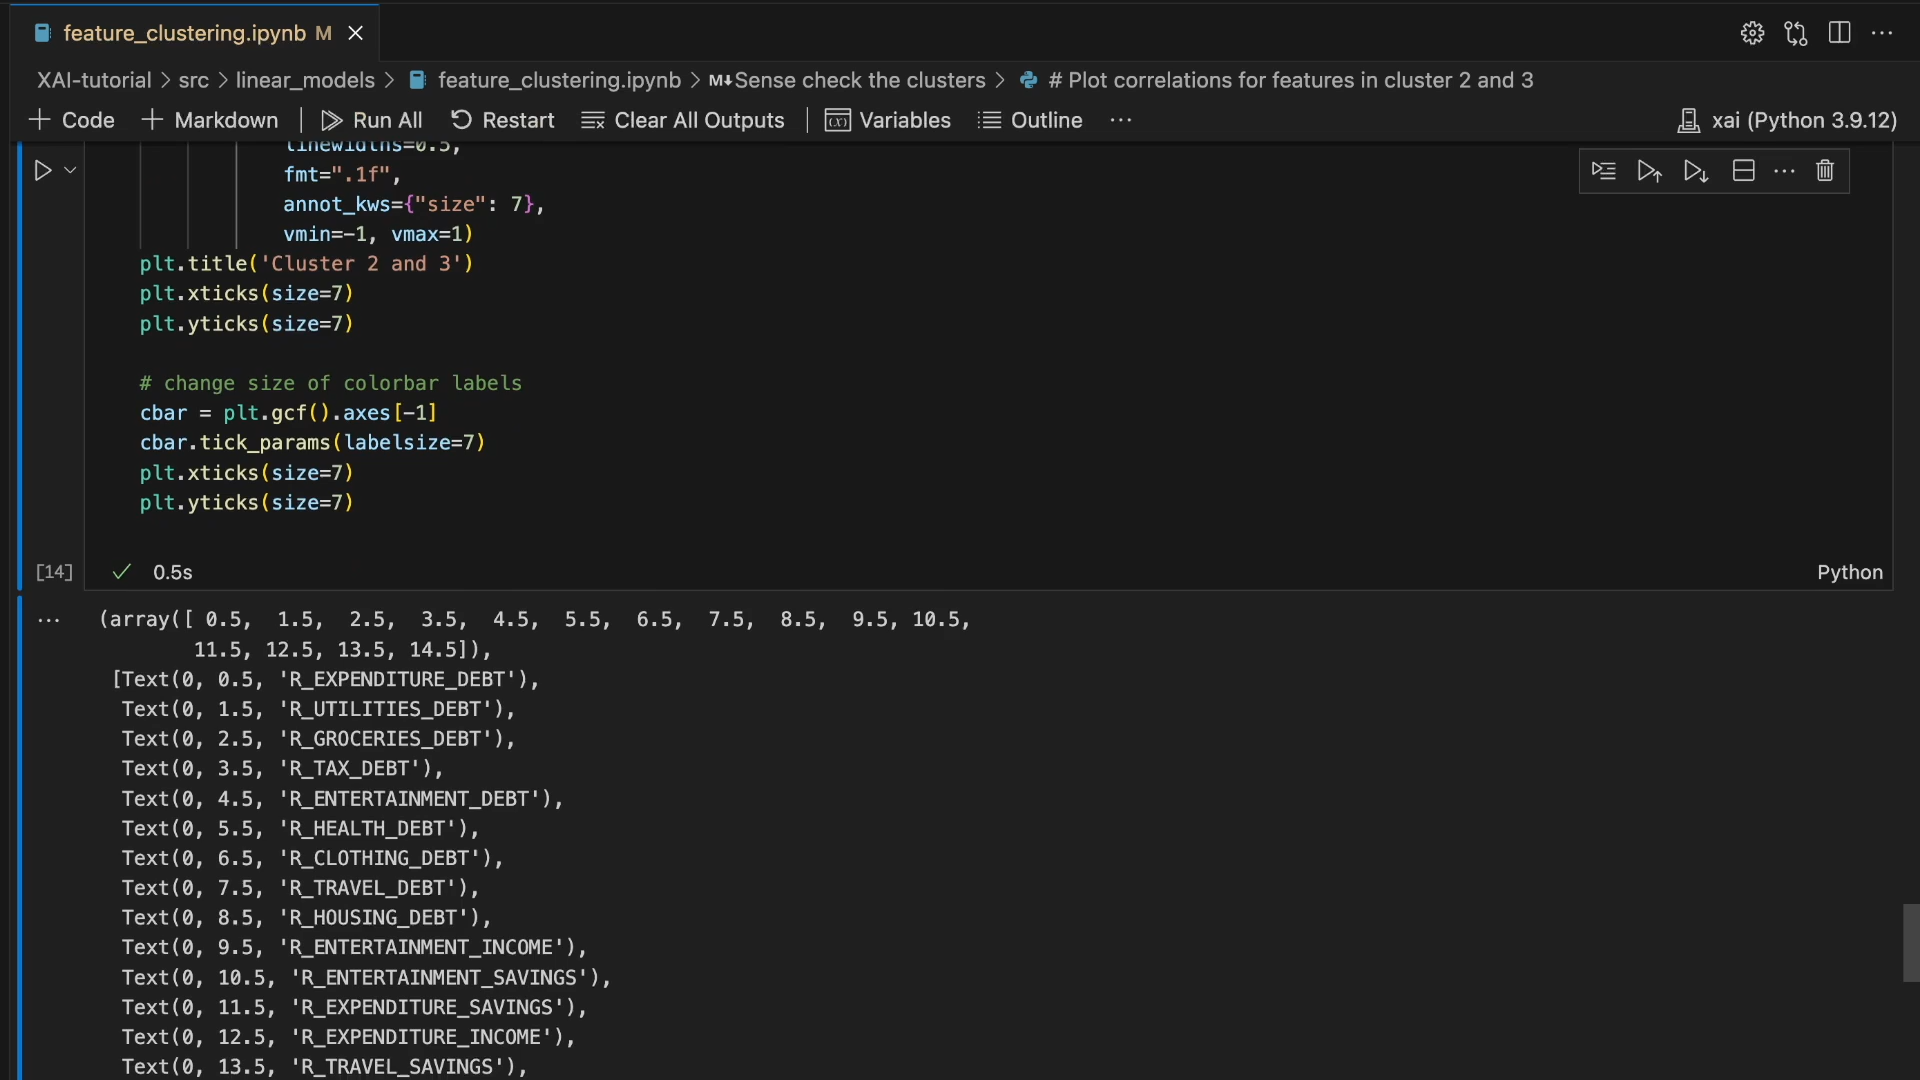 feature_clustering.ipynb M
XAI-tutorial > src > linear_models > feature_clustering.ipynb > M↓Sense check the clusters > # Plot correlations for features in cluster 2 and 3
+ Code + Markdown | Run All Restart Clear All Outputs | Variables Outline ... xai (Python 3.9.12)
linewidths=0.5,
fmt=".1f",
annot_kws={"size": 7},
vmin=-1, vmax=1)
plt.title('Cluster 2 and 3')
plt.xticks(size=7)
plt.yticks(size=7)
# change size of colorbar labels
cbar = plt.gcf().axes[-1]
cbar.tick_params(labelsize=7)
plt.xticks(size=7)
plt.yticks(size=7)
[14] ✓ 0.5s Python
... (array([ 0.5,  1.5,  2.5,  3.5,  4.5,  5.5,  6.5,  7.5,  8.5,  9.5, 10.5,
11.5, 12.5, 13.5, 14.5]),
[Text(0, 0.5, 'R_EXPENDITURE_DEBT'),
Text(0, 1.5, 'R_UTILITIES_DEBT'),
Text(0, 2.5, 'R_GROCERIES_DEBT'),
Text(0, 3.5, 'R_TAX_DEBT'),
Text(0, 4.5, 'R_ENTERTAINMENT_DEBT'),
Text(0, 5.5, 'R_HEALTH_DEBT'),
Text(0, 6.5, 'R_CLOTHING_DEBT'),
Text(0, 7.5, 'R_TRAVEL_DEBT'),
Text(0, 8.5, 'R_HOUSING_DEBT'),
Text(0, 9.5, 'R_ENTERTAINMENT_INCOME'),
Text(0, 10.5, 'R_ENTERTAINMENT_SAVINGS'),
Text(0, 11.5, 'R_EXPENDITURE_SAVINGS'),
Text(0, 12.5, 'R_EXPENDITURE_INCOME'),
Text(0, 13.5, 'R_TRAVEL_SAVINGS'),